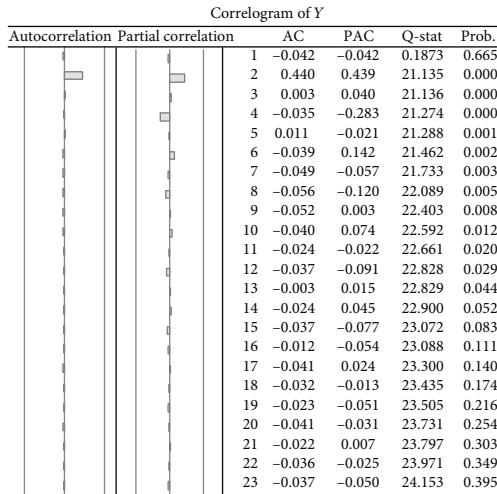 Correlogram of Y
Autocorrelation Partial correlation AC PAC Q-stat Prob.
1 –0.042 –0.042 0.1873 0.665
2 0.440 0.439 21.135 0.000
3 0.003 0.040 21.136 0.000
4 –0.035 –0.283 21.274 0.000
5 0.011 –0.021 21.288 0.001
6 –0.039 0.142 21.462 0.002
7 –0.049 –0.057 21.733 0.003
8 –0.056 –0.120 22.089 0.005
9 –0.052 0.003 22.403 0.008
10 –0.040 0.074 22.592 0.012
11 –0.024 –0.022 22.661 0.020
12 –0.037 –0.091 22.828 0.029
13 –0.003 0.015 22.829 0.044
14 –0.024 0.045 22.900 0.052
15 –0.037 –0.077 23.072 0.083
16 –0.012 –0.054 23.088 0.111
17 –0.041 0.024 23.300 0.140
18 –0.032 –0.013 23.435 0.174
19 –0.023 –0.051 23.505 0.216
20 –0.041 –0.031 23.731 0.254
21 –0.022 0.007 23.797 0.303
22 –0.036 –0.025 23.971 0.349
23 –0.037 –0.050 24.153 0.395